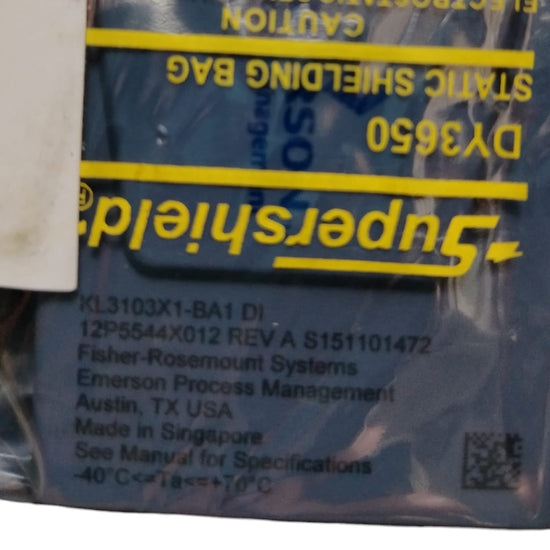 ELECTROSTATIC
CAUTION
STATIC SHIELDING BAG
DY3650
Supershield®
KL3103X1-BA1 DI
12P5544X012 REV A S151101472
Fisher-Rosemount Systems
Emerson Process Management
Austin, TX USA
Made in Singapore
See Manual for Specifications
-40°C<=Ta<=+70°C